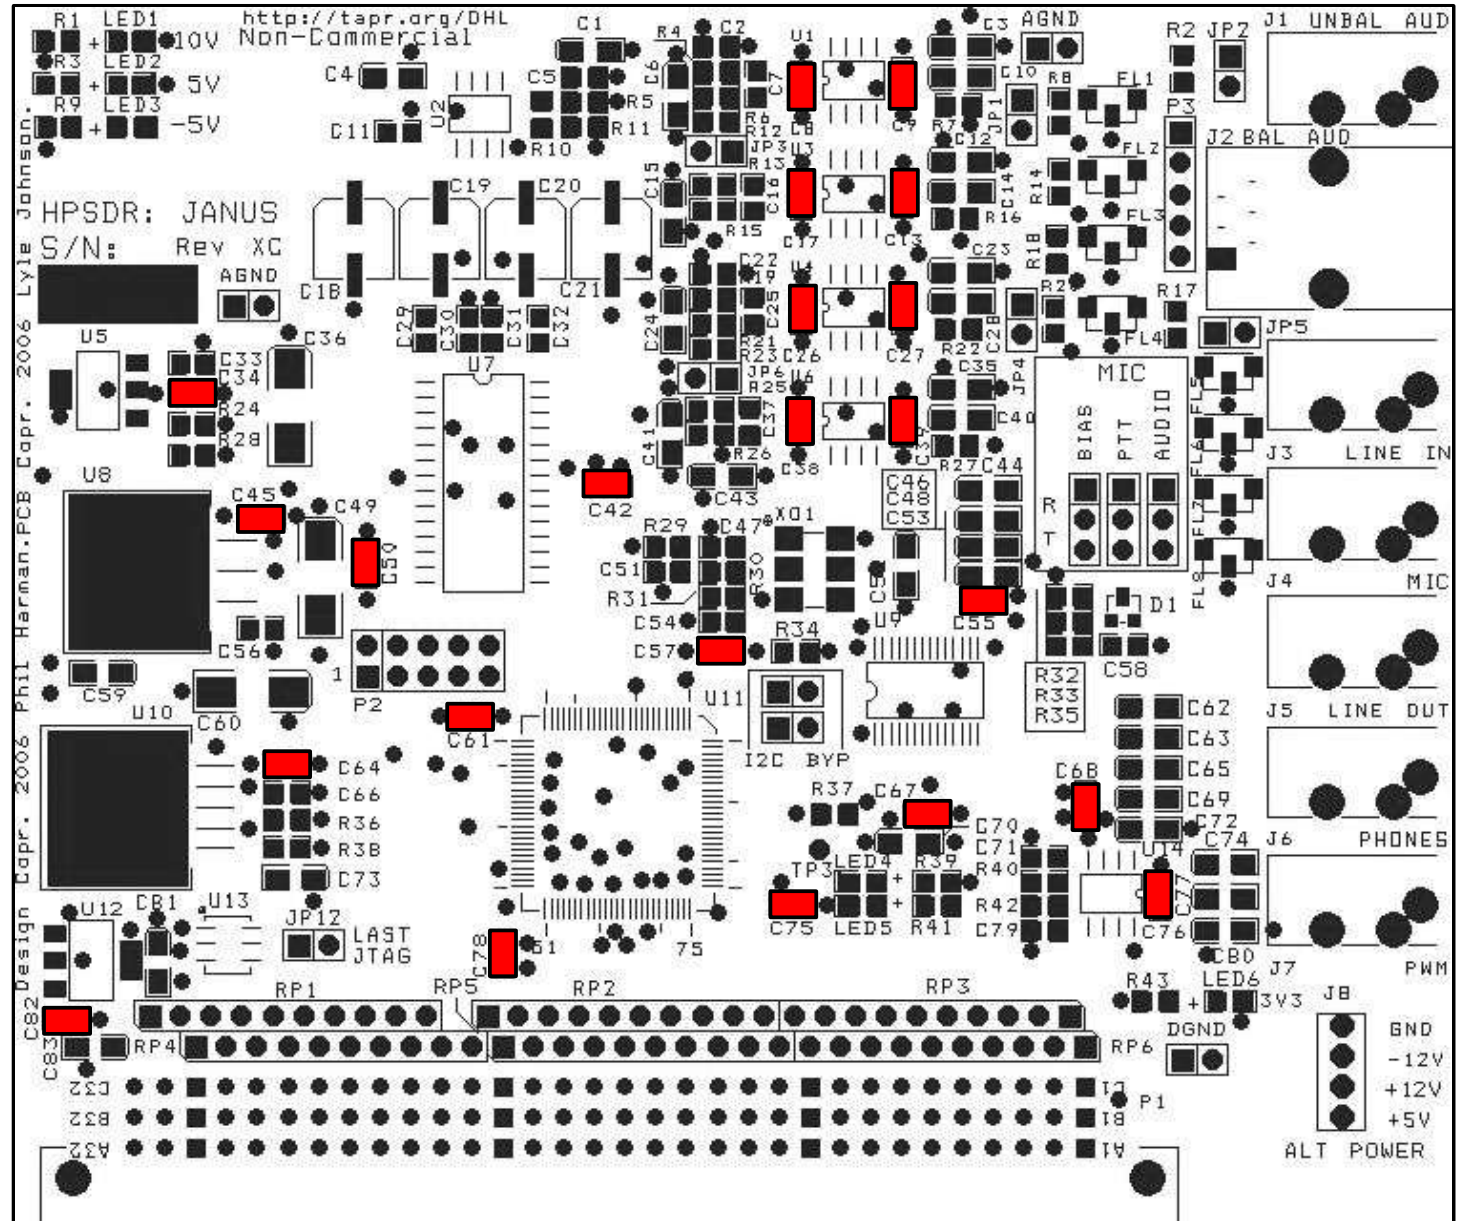 http://tapr.org/OHL
Non-Commercial
R1 LED1
+ 10V
R3 LED2
+ 5V
R9 LED3
+ -5V
C4
C11
U2
C1
C5
R5
R11
R10
R4 C2
C6
C7
R6
R12
JP3
R13
U1
C8
C9
C3
AGND
C10
R7
JP1
R8
FL1
R2 JP2
P3
J1 UNBAL AUD
J2 BAL AUD
HPSDR: JANUS
S/N: Rev XC
AGND
C18
C19
C20
C21
C15
C16
R15
U3
C17
C13
C12
C14
R16
R14
FL2
FL3
R18
C22
R19
C24
C25
R21
R23
JP6
R25
U4
C26
C27
C23
C28
R22
FL4
R17
JP5
U5
C33
C34
R24
R28
C36
C29
C30
C31
C32
U7
C41
C37
R26
C43
U6
C38
C39
C35
C40
R27
JP4
MIC
BIAS
PTT
AUDIO
R
T
FL5
FL6
FL7
FL8
J3 LINE IN
U8
C45
C49
C50
C42
C46
C48
C53
C44
R29
C47
C51
R30
R31
C54
C57
XO1
C55
U9
R34
J4 MIC
D1
C58
R32
R33
R35
C56
C59
1
P2
C60
U10
C61
U11
I2C BYP
C62
C63
C65
C69
C72
J5 LINE OUT
C64
C66
R36
R38
C73
R37
C67
C68
C70
C71
R40
R42
C79
TP3
LED4 + R39
LED5 + R41
C75
U14
C74
C77
C76
C80
J6 PHONES
U12
C81
U13
JP12
LAST
JTAG
C78
51
75
J7 PWM
C82
C83
RP1
RP5
RP2
RP3
RP4
RP6
R43 LED6
+ 3V3
DGND
J8
GND
-12V
+12V
+5V
ALT POWER
C32
B32
A32
C1
B1
A1
P1
Design Copr. 2006 Phil Harman.PCB Copr. 2006 Lyle Johnson.